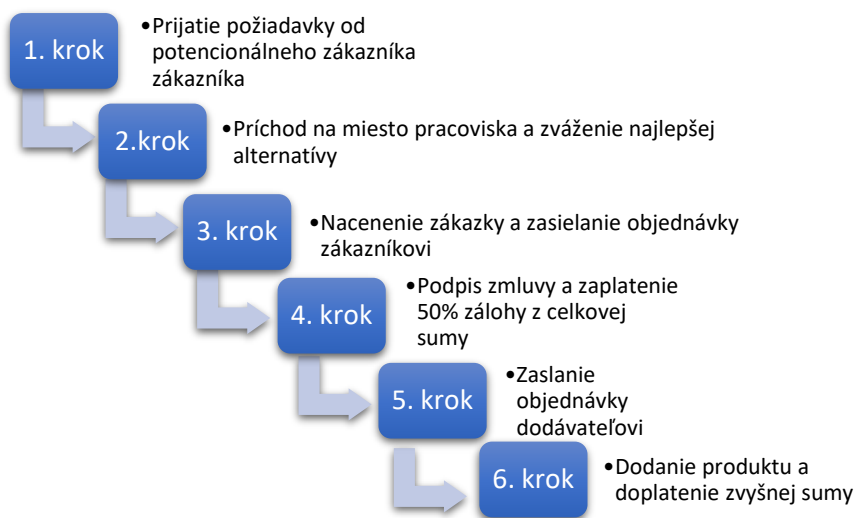 1. krok
•Prijatie požiadavky od
potencionálneho zákazníka
zákazníka
2.krok
•Príchod na miesto pracoviska a zváženie najlepšej
alternatívy
3. krok
•Nacenenie zákazky a zasielanie objednávky
zákazníkovi
4. krok
•Podpis zmluvy a zaplatenie
50% zálohy z celkovej
sumy
5. krok
•Zaslanie
objednávky
dodávateľovi
6. krok
•Dodanie produktu a
doplatenie zvyšnej sumy